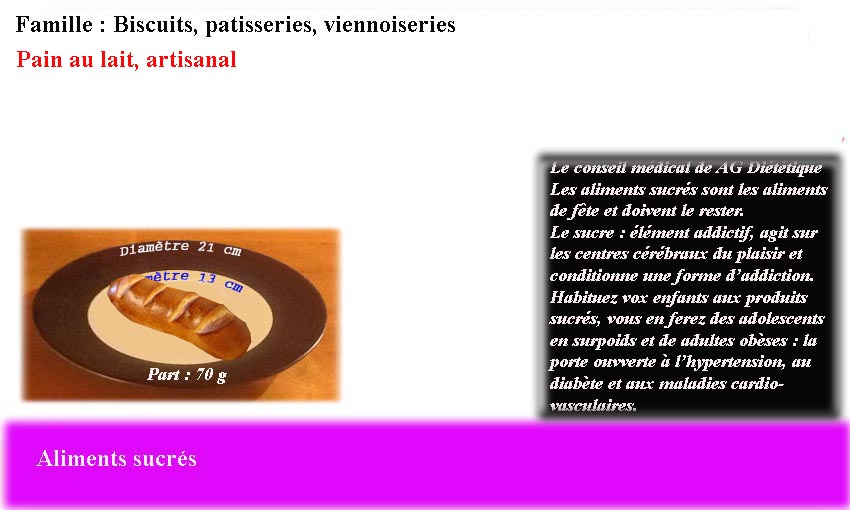 Famille : Biscuits, patisseries, viennoiseries
Pain au lait, artisanal
Le conseil médical de AG Diététique
Les aliments sucrés sont les aliments
de fête et doivent le rester.
Le sucre : élément addictif, agit sur
les centres cérébraux du plaisir et
conditionne une forme d'addiction.
Habituez vox enfants aux produits
sucrés, vous en ferez des adolescents
en surpoids et de adultes obèses : la
porte ouvverte à l'hypertension, au
diabète et aux maladies cardio-
vasculaires.
Diamètre 21 cm
mètre 13 cm
Part : 70 g
Aliments sucrés